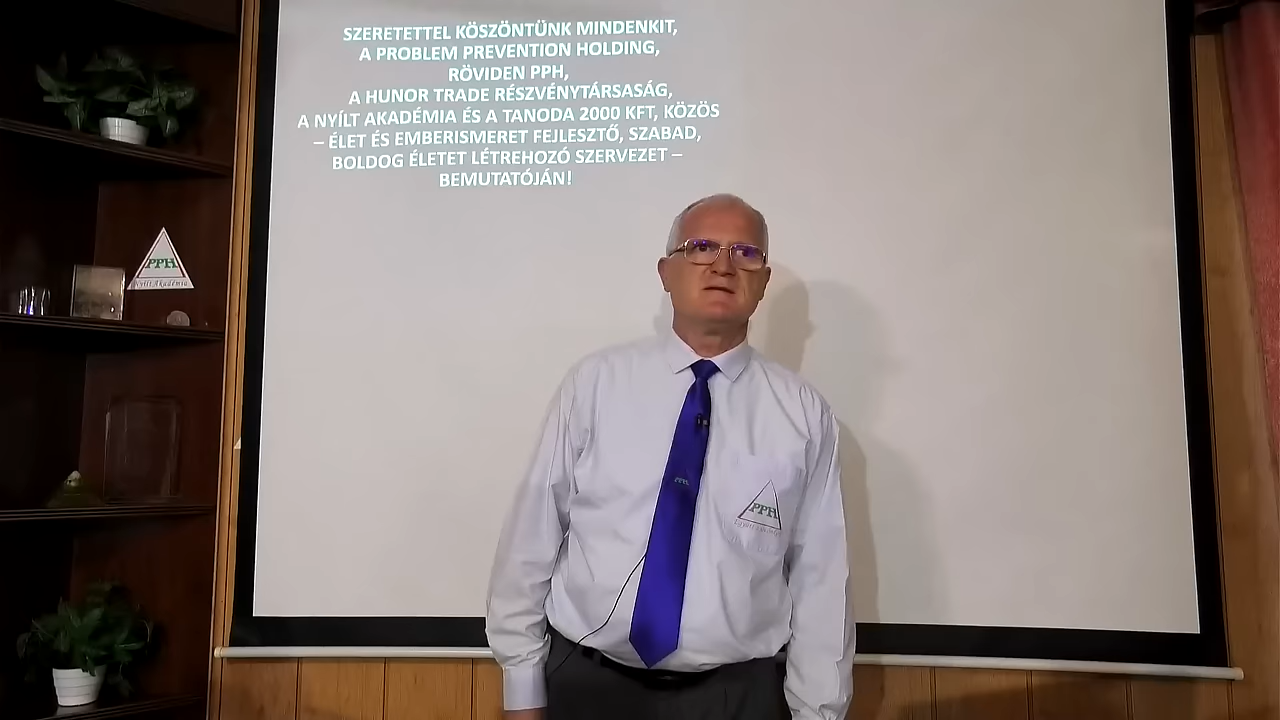 SZERETETTEL KÖSZÖNTÜNK MINDENKIT,
A PROBLEM PREVENTION HOLDING,
RÖVIDEN PPH,
A HUNOR TRADE RÉSZVÉNYTÁRSASÁG,
A NYÍLT AKADÉMIA ÉS A TANODA 2000 KFT, KÖZÖS
– ÉLET ÉS EMBERISMERET FEJLESZTŐ, SZABAD,
BOLDOG ÉLETET LÉTREHOZÓ SZERVEZET –
BEMUTATÓJÁN!
PPH
Nyílt Akadémia
PPH
PPH